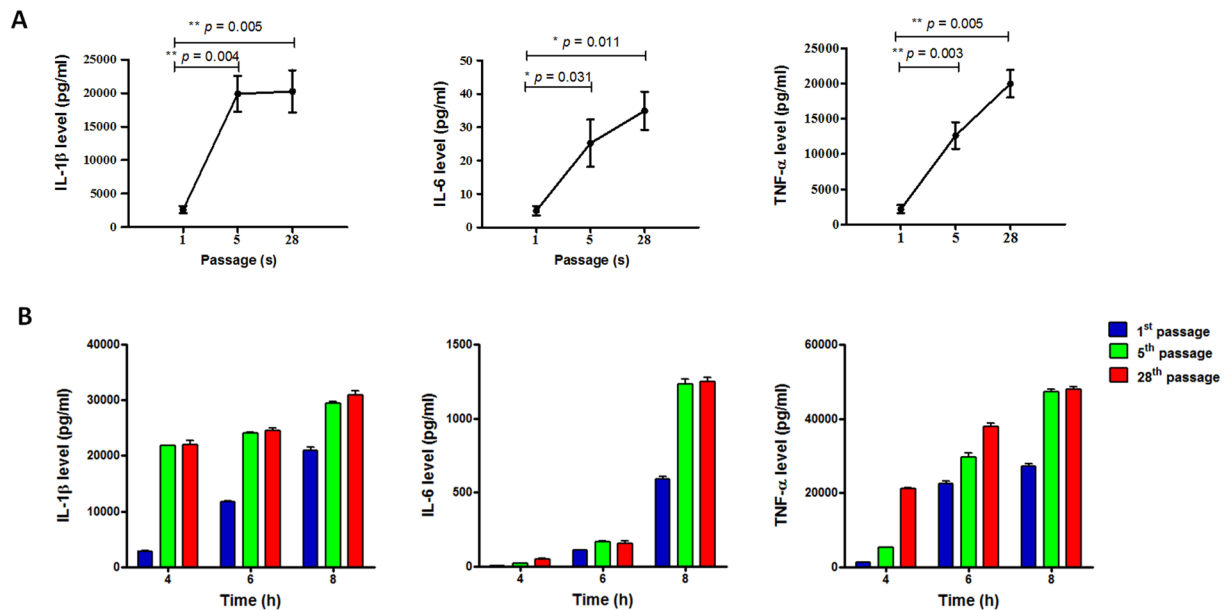 A
** p = 0.005
** p = 0.004
IL-1β level (pg/ml)
25000
20000
15000
10000
5000
0
1 5 28
Passage (s)
* p = 0.011
* p = 0.031
IL-6 level (pg/ml)
50
40
30
20
10
0
1 5 28
Passage (s)
** p = 0.005
** p = 0.003
TNF-α level (pg/ml)
25000
20000
15000
10000
5000
0
1 5 28
B
IL-1β level (pg/ml)
40000
30000
20000
10000
0
4 6 8
Time (h)
IL-6 level (pg/ml)
1500
1000
500
0
4 6 8
Time (h)
TNF-α level (pg/ml)
60000
40000
20000
0
4 6 8
Time (h)
1st passage
5th passage
28th passage